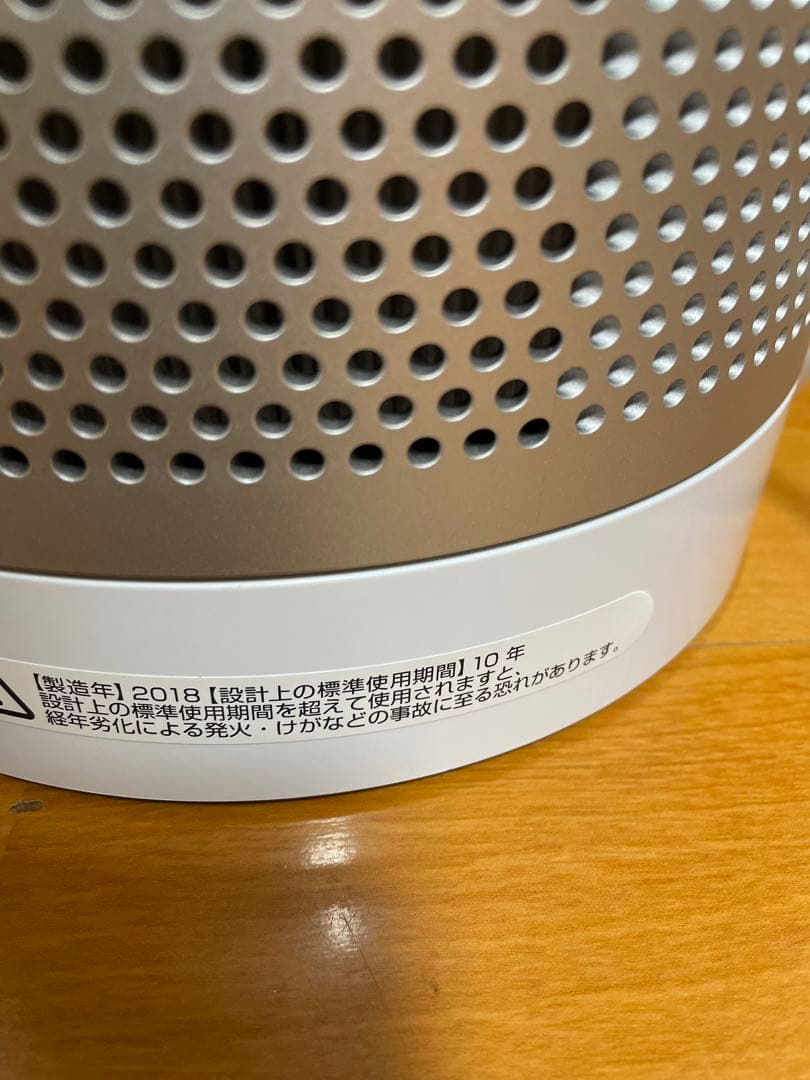 【製造年】2018【設計上の標準使用期間】10年
設計上の標準使用期間を超えて使用されますと、
経年劣化による発火・けがなどの事故に至る恐れがあります。